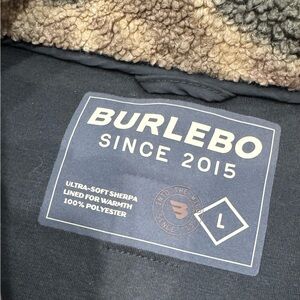 BURLEBO
SINCE 2015
ULTRA-SOFT SHERPA
LINED FOR WARMTH
100% POLYESTER
L